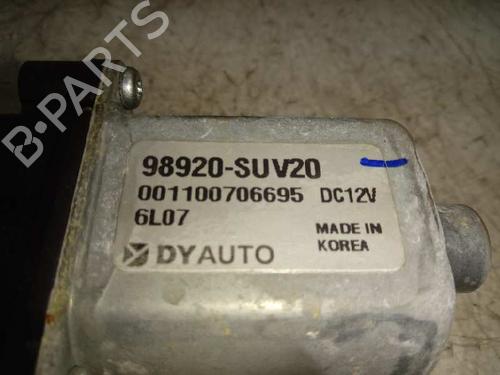 B-PARTS
98920-SUV20
001100706695 DC12V
6L07
MADE IN
KOREA
DYAUTO